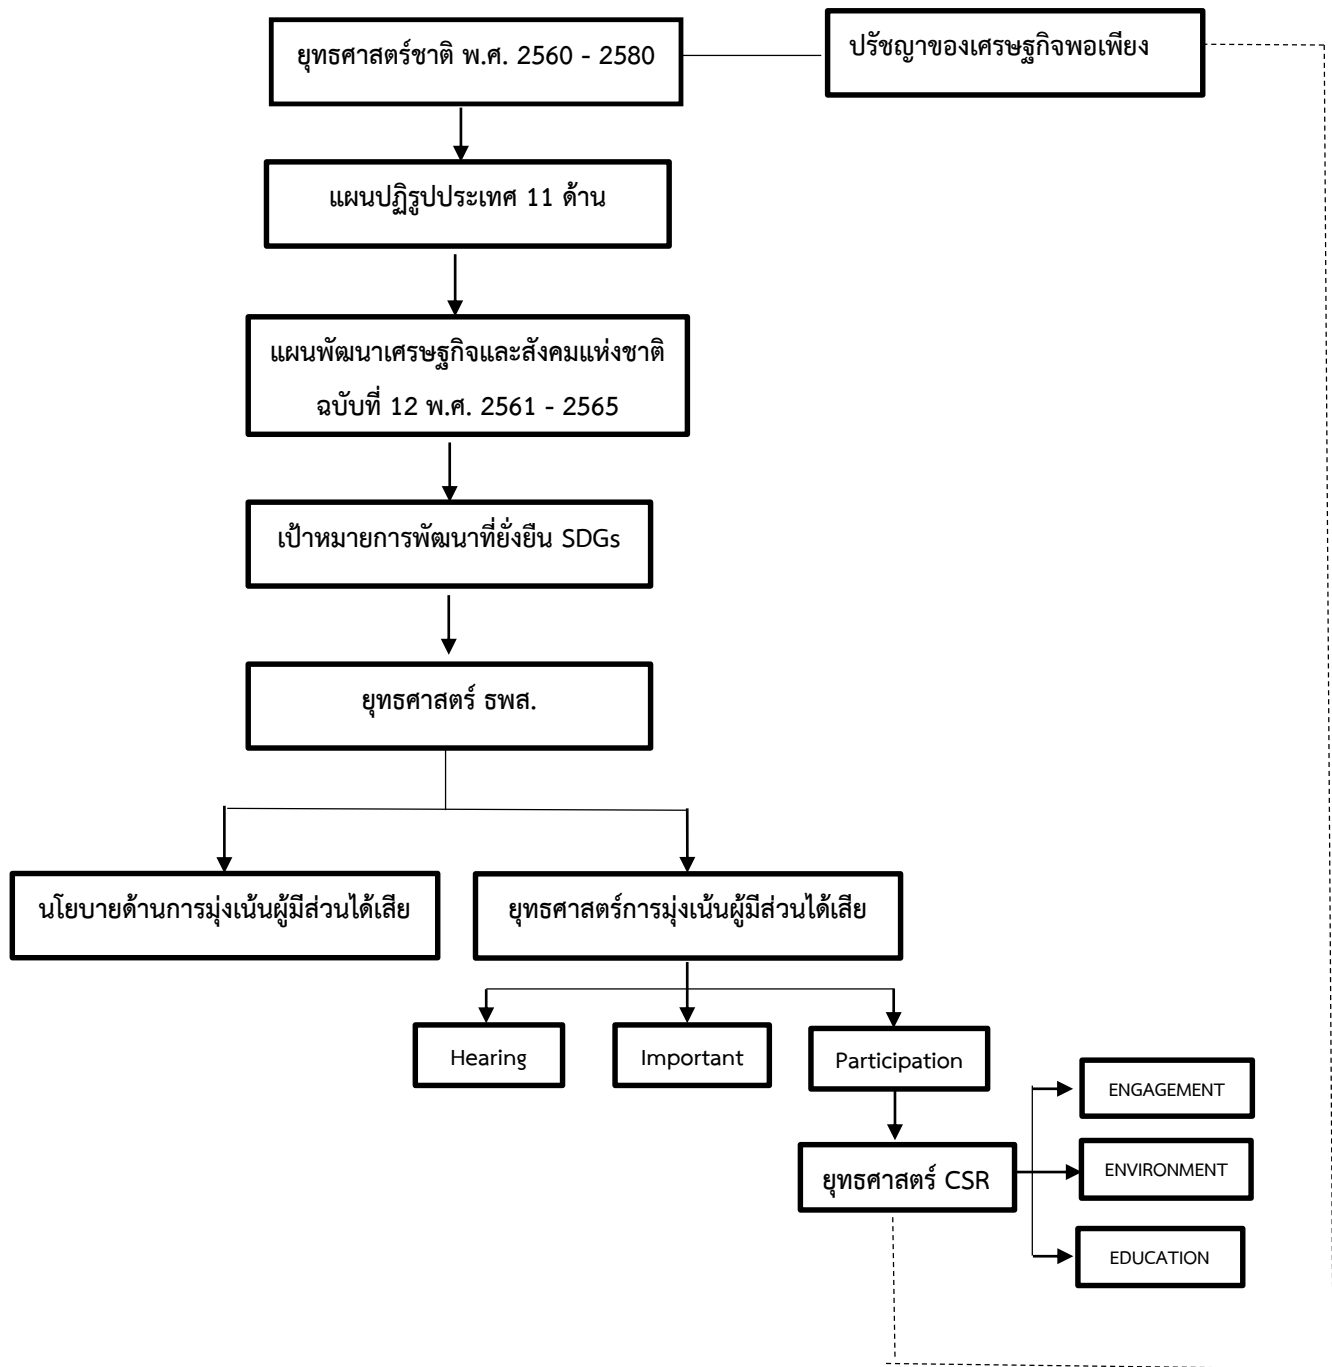 ยุทธศาสตร์ชาติ พ.ศ. 2560 - 2580
ปรัชญาของเศรษฐกิจพอเพียง
แผนปฏิรูปประเทศ 11 ด้าน
แผนพัฒนาเศรษฐกิจและสังคมแห่งชาติ
ฉบับที่ 12 พ.ศ. 2561 - 2565
เป้าหมายการพัฒนาที่ยั่งยืน SDGs
ยุทธศาสตร์ ธพส.
นโยบายด้านการมุ่งเน้นผู้มีส่วนได้เสีย
ยุทธศาสตร์การมุ่งเน้นผู้มีส่วนได้เสีย
Hearing
Important
Participation
ENGAGEMENT
ยุทธศาสตร์ CSR
ENVIRONMENT
EDUCATION